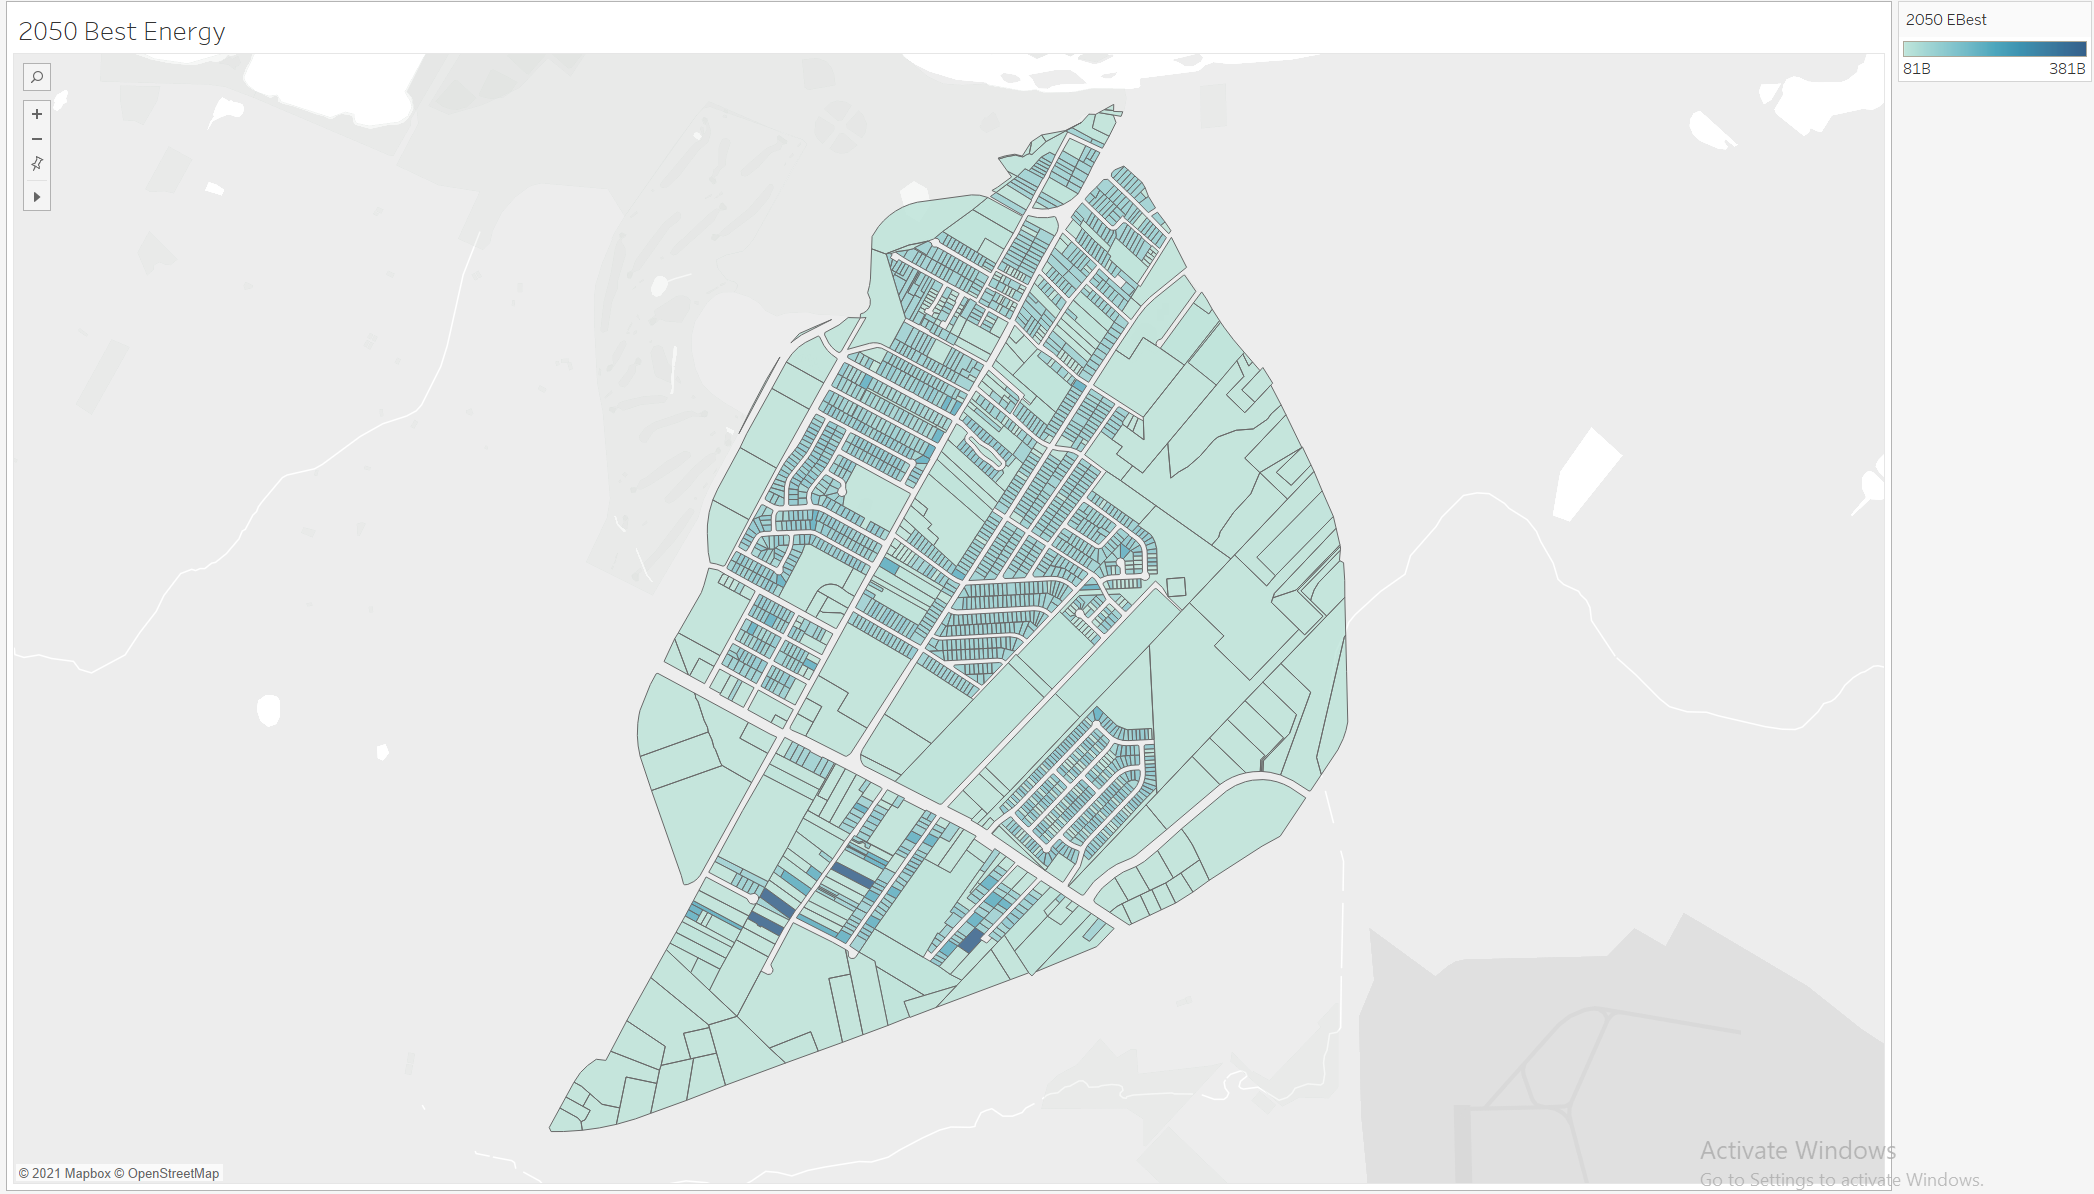 2050 Best Energy
2050 EBest
81B 381B
© 2021 Mapbox © OpenStreetMap
Activate Windows
Go to Settings to activate Windows.